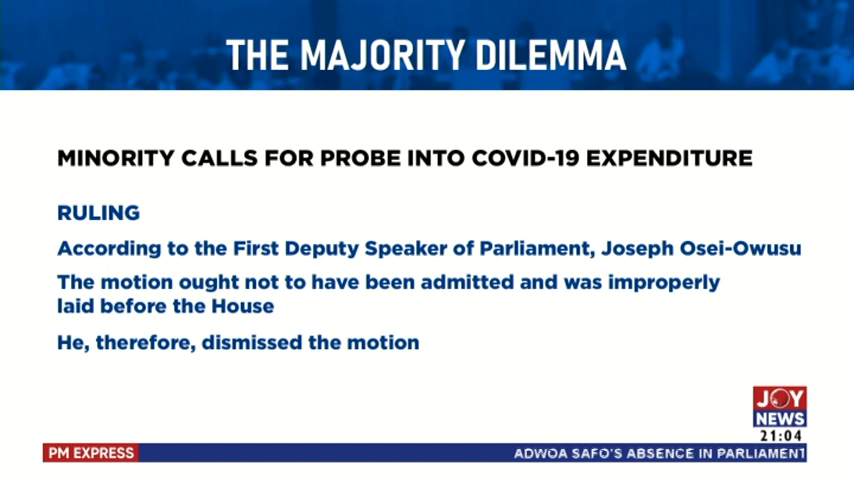 THE MAJORITY DILEMMA
MINORITY CALLS FOR PROBE INTO COVID-19 EXPENDITURE
RULING
According to the First Deputy Speaker of Parliament, Joseph Osei-Owusu
The motion ought not to have been admitted and was improperly
laid before the House
He, therefore, dismissed the motion
JOY
NEWS
21:04
PM EXPRESS
ADWOA SAFO'S ABSENCE IN PARLIAMENT